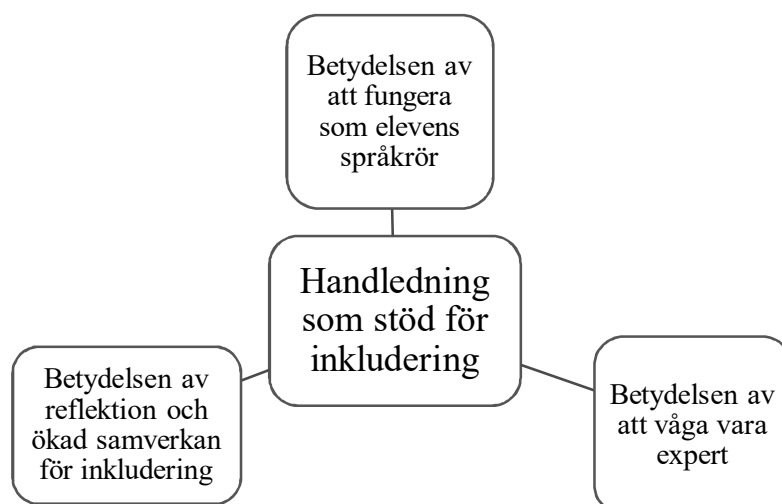 Betydelsen av
att fungera
som elevens
språkrör
Handledning
som stöd för
inkludering
Betydelsen av
reflektion och
ökad samverkan
för inkludering
Betydelsen av
att våga vara
expert